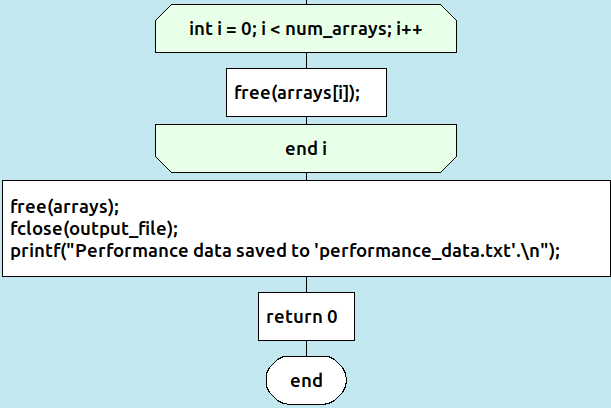 int i = 0; i < num_arrays; i++
free(arrays[i]);
end i
free(arrays);
fclose(output_file);
printf("Performance data saved to 'performance_data.txt'.\n");
return 0
end